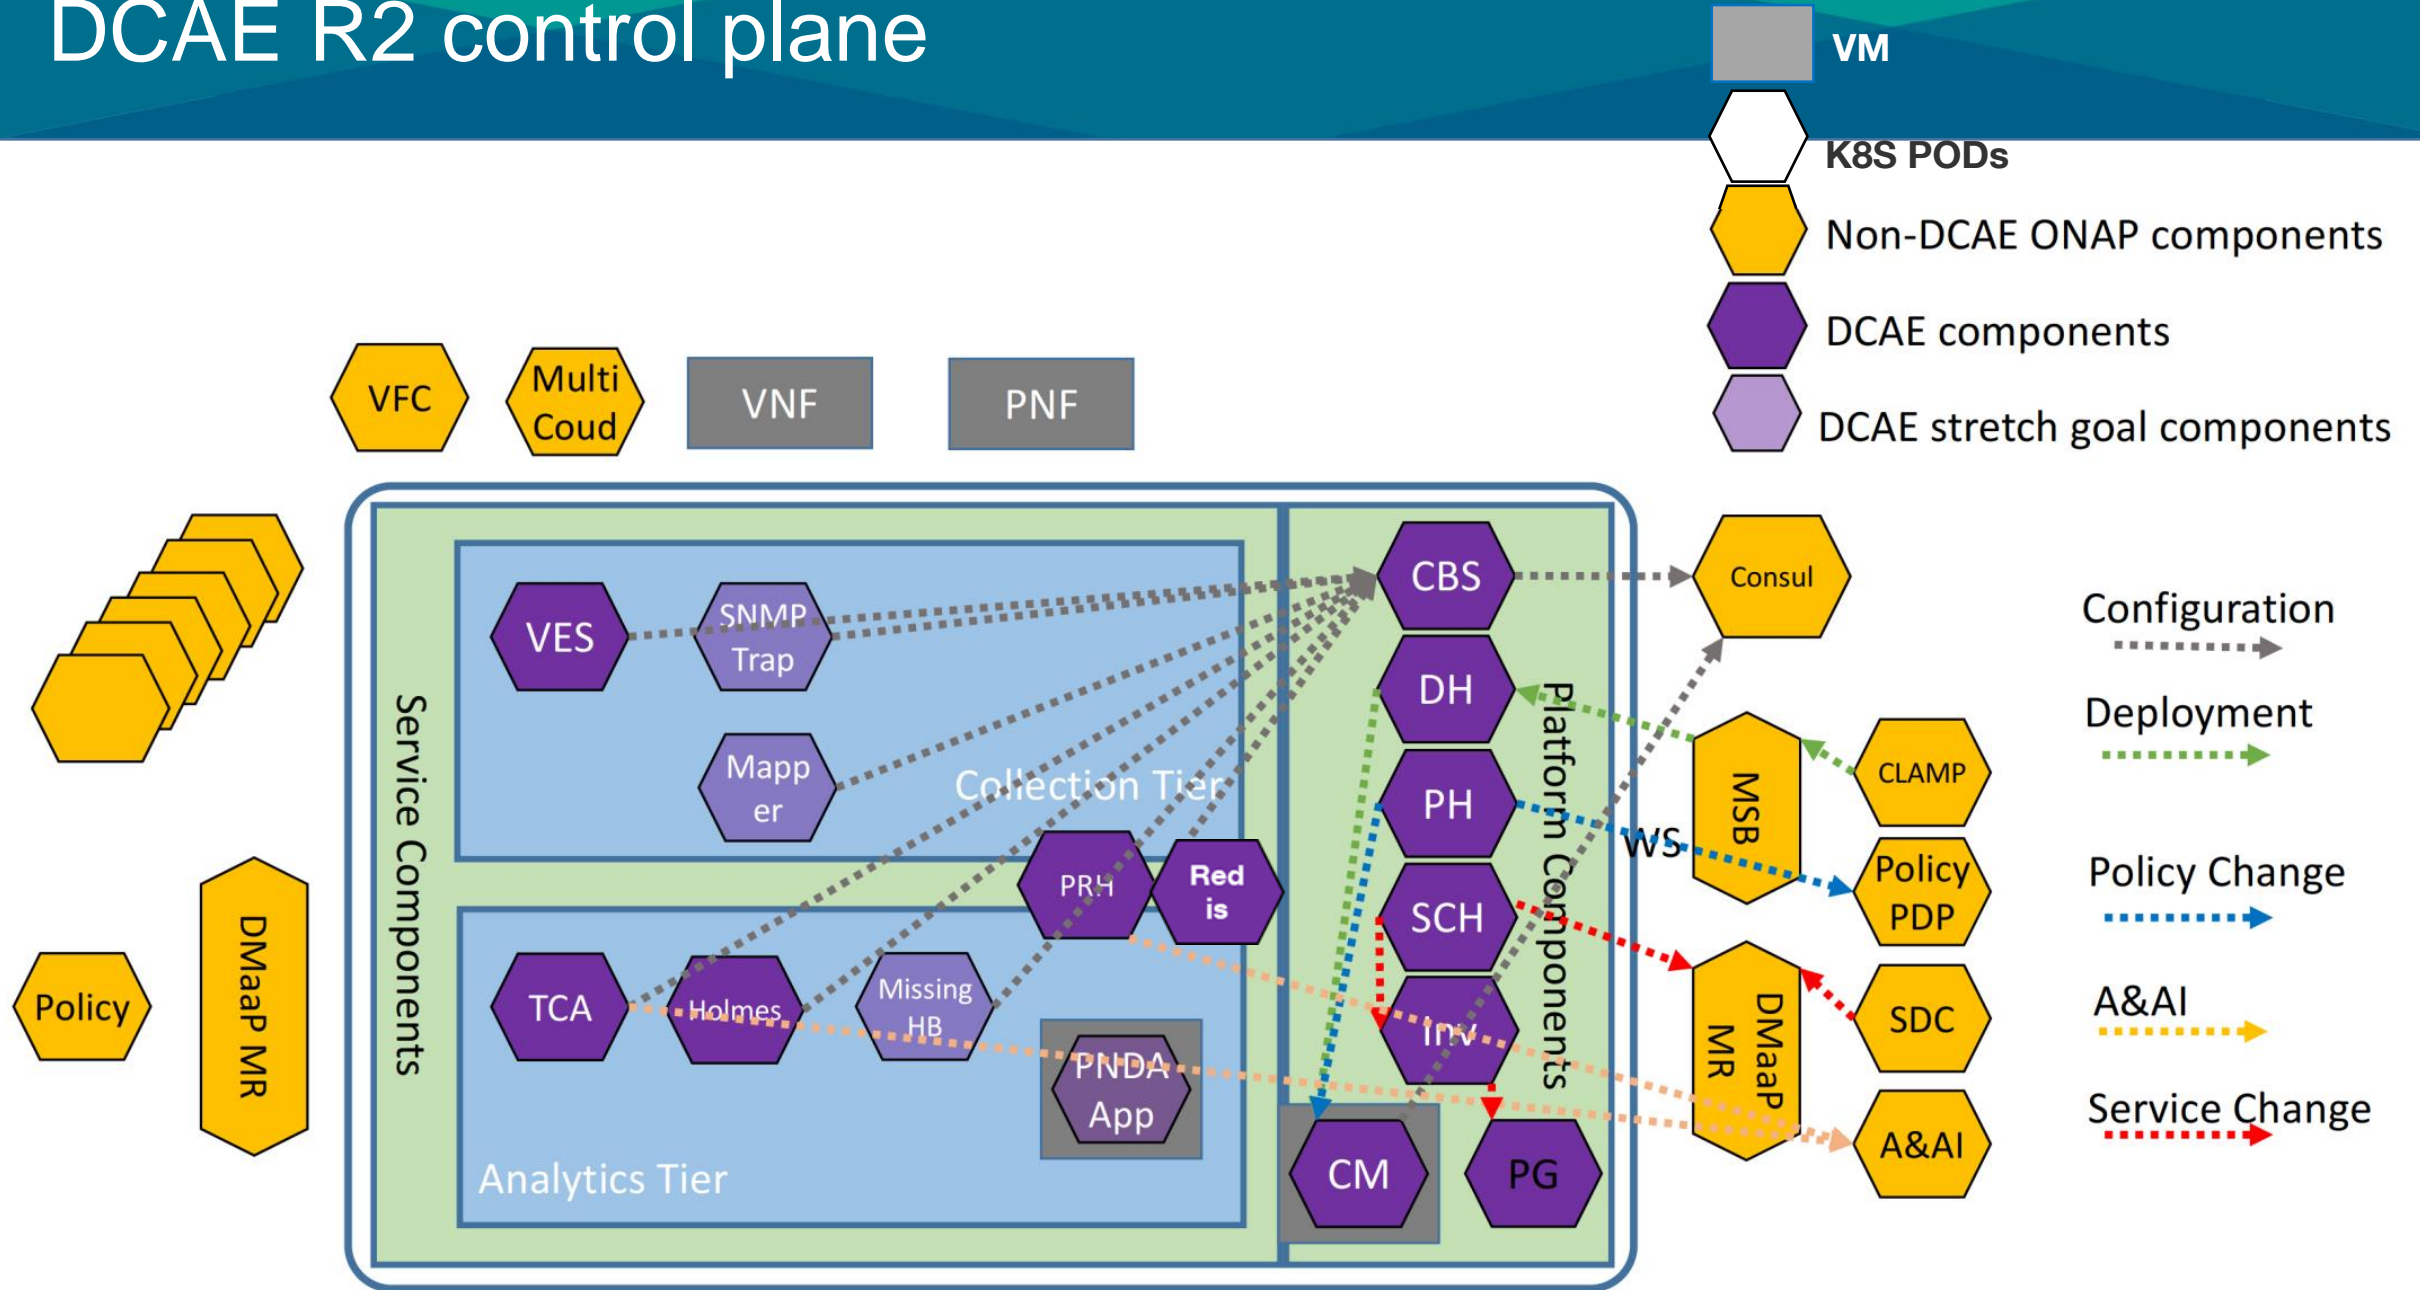 DCAE R2 control plane
VM
K8S PODs
Non-DCAE ONAP components
DCAE components
DCAE stretch goal components
VFC
Multi
Coud
VNF
PNF
Service Components
VES
SNMP
Trap
Mapp
er
Collection Tier
PRH
Red
is
TCA
Holmes
Missing
HB
PNDA
App
Analytics Tier
CBS
DH
PH
SCH
Inv
CM
PG
Platform Components
WS
Consul
MSB
CLAMP
Policy
PDP
DMaaP
MR
SDC
A&AI
Policy
DMaaP MR
Configuration
Deployment
Policy Change
A&AI
Service Change